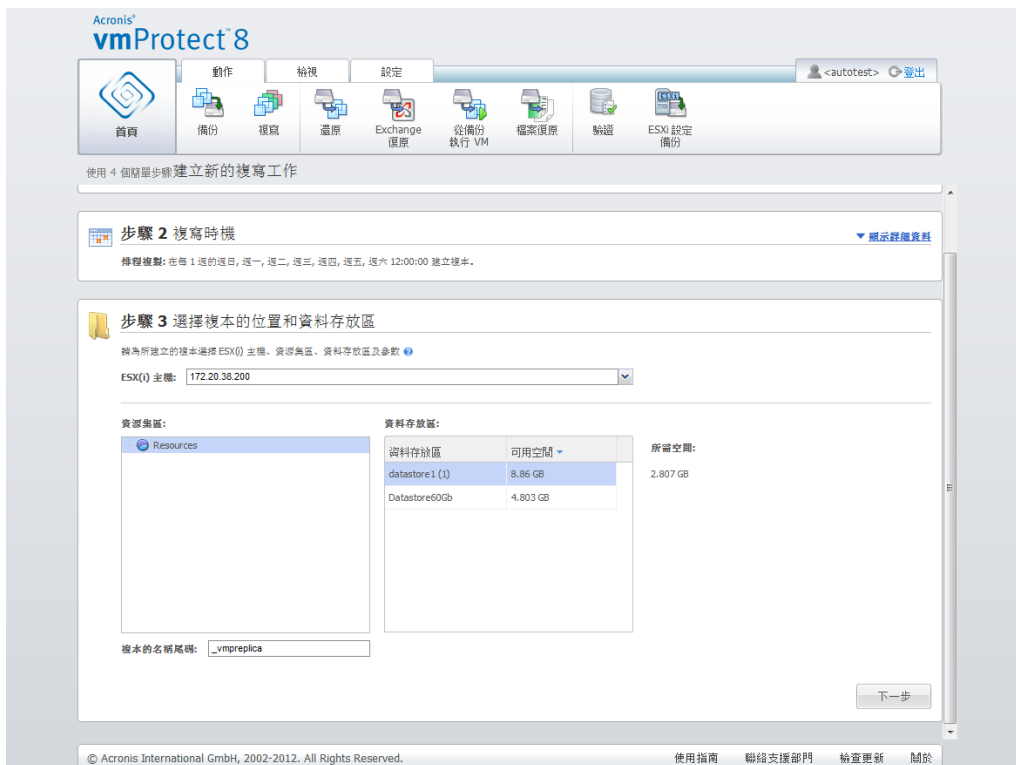 Acronis®
vmProtect™8
動作
檢視
設定
<autotest> 登出
首頁
備份
複寫
還原
Exchange 復原
從備份 執行 VM
檔案復原
驗證
ESXi 設定 備份
使用 4 個簡單步驟建立新的複寫工作
步驟 2 複寫時機
顯示詳細資料
排程複製: 在每 1 週的週日, 週一, 週二, 週三, 週四, 週五, 週六 12:00:00 建立複本。
步驟 3 選擇複本的位置和資料存放區
請為所建立的複本選擇 ESX(i) 主機、資源集區、資料存放區及參數
ESX(i) 主機: 172.20.38.200
資源集區:
Resources
資料存放區:
資料存放區 可用空間
datastore1 (1) 8.86 GB
Datastore60Gb 4.803 GB
所留空間:
2.807 GB
複本的名稱尾碼: _vmpreplica
下一步
© Acronis International GmbH, 2002-2012. All Rights Reserved.
使用指南 聯絡支援部門 檢查更新 關於